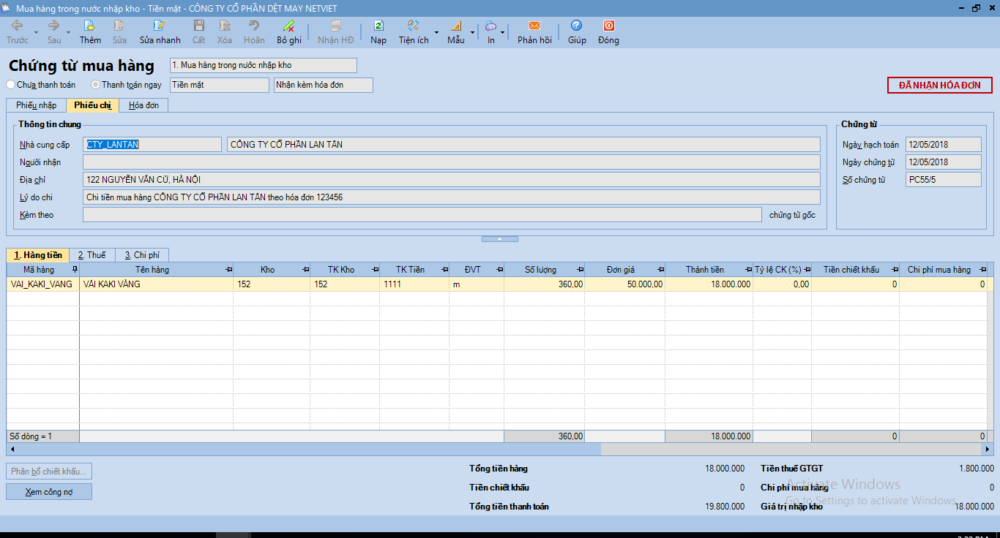 Mua hàng trong nước nhập kho - Tiền mặt - CÔNG TY CỔ PHẦN DỆT MAY NETVIET
Trước Sau Thêm Sửa Sửa nhanh Cất Xóa Hoãn Bỏ ghi Nhận HĐ Nạp Tiện ích Mẫu In Phản hồi Giúp Đóng
Chứng từ mua hàng 1. Mua hàng trong nước nhập kho
Chưa thanh toán Thanh toán ngay Tiền mặt Nhận kèm hóa đơn ĐÃ NHẬN HÓA ĐƠN
Phiếu nhập Phiếu chi Hóa đơn
Thông tin chung Chứng từ
Nhà cung cấp CTY_LANTAN CÔNG TY CỔ PHẦN LAN TÂN Ngày hạch toán 12/05/2018
Người nhận Ngày chứng từ 12/05/2018
Địa chỉ 122 NGUYỄN VĂN CỪ, HÀ NỘI Số chứng từ PC55/5
Lý do chi Chi tiền mua hàng CÔNG TY CỔ PHẦN LAN TÂN theo hóa đơn 123456
Kèm theo chứng từ gốc
1. Hàng tiền 2. Thuế 3. Chi phí
Mã hàng Tên hàng Kho TK Kho TK Tiền ĐVT Số lượng Đơn giá Thành tiền Tỷ lệ CK (%) Tiền chiết khấu Chi phí mua hàng
VAI_KAKI_VANG VẢI KAKI VÀNG 152 152 1111 m 360,00 50.000,00 18.000.000 0,00 0 0
Số dòng = 1 360,00 18.000.000 0 0
Phân bổ chiết khấu... Tổng tiền hàng 18.000.000 Tiền thuế GTGT 1.800.000
Xem công nợ Tiền chiết khấu 0 Chi phí mua hàng 0
Tổng tiền thanh toán 19.800.000 Giá trị nhập kho 18.000.000
Activate Windows
Go to Settings to activate Windows.